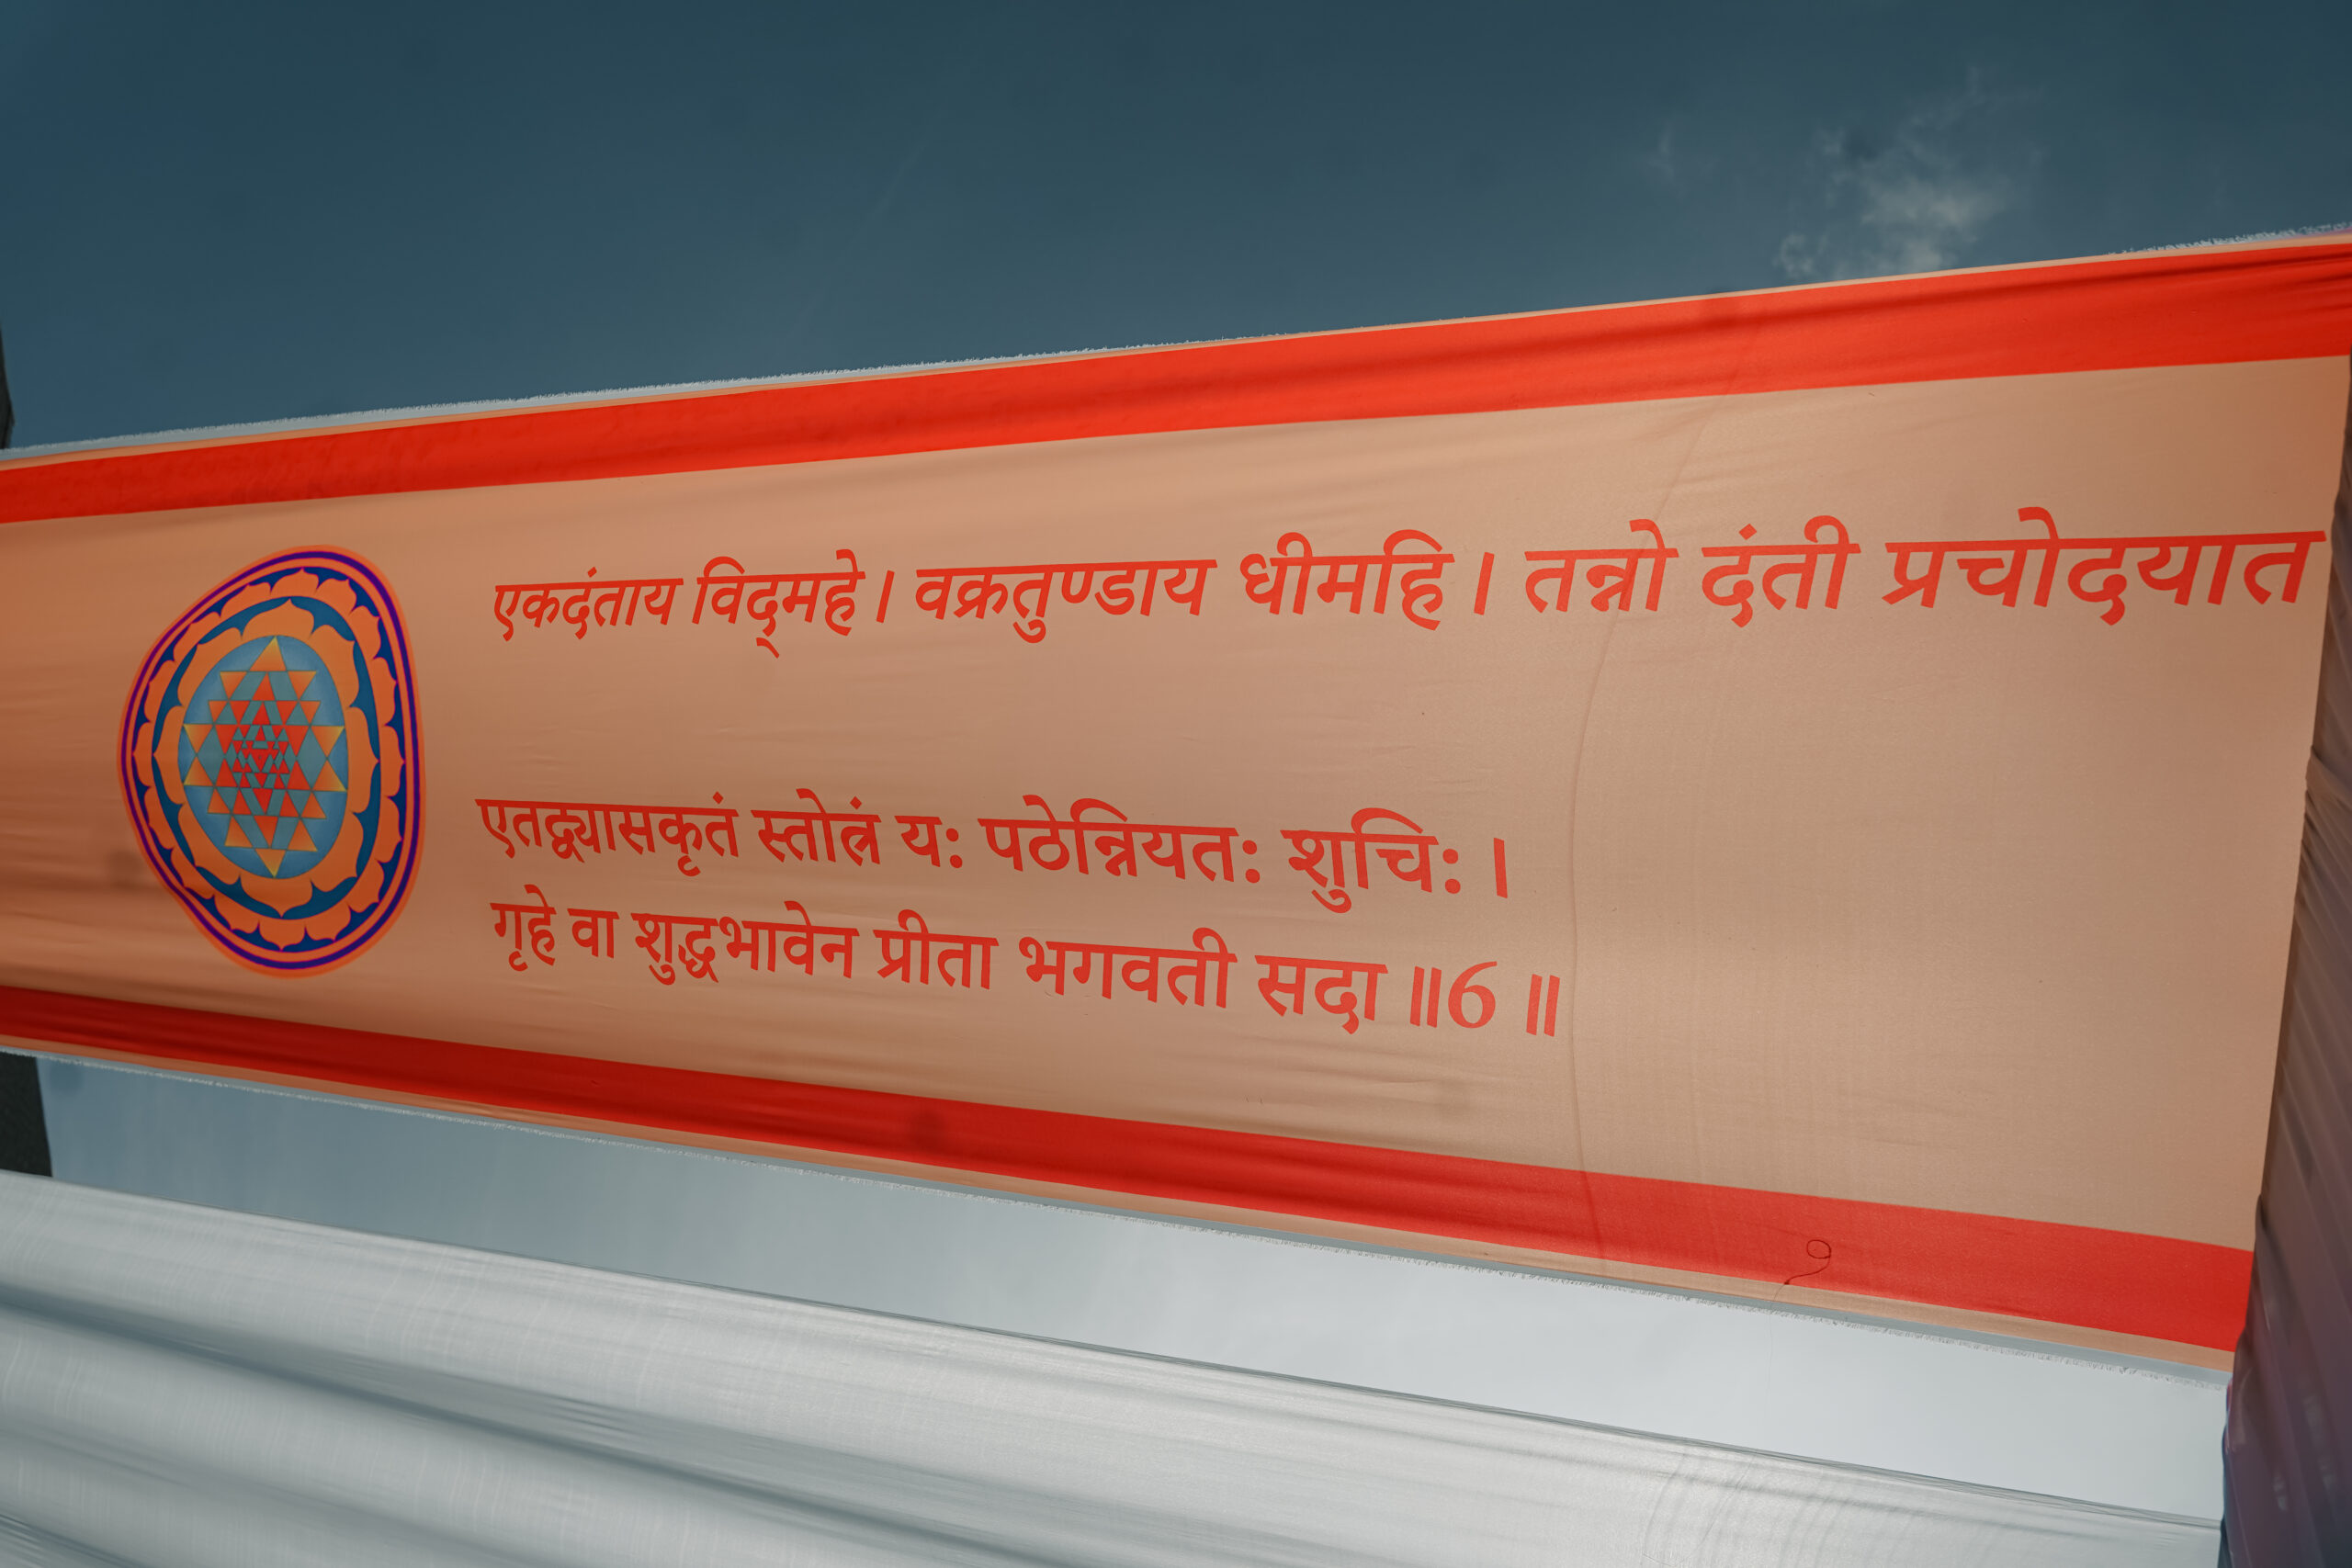 एकदंताय विद्‌महे । वक्रतुण्डाय धीमहि । तन्नो दंती प्रचोदयात
एतद्व्यासकृतं स्तोत्रं य: पठेन्नियत: शुचि: ।
गृहे वा शुद्धभावेन प्रीता भगवती सदा ॥6 ॥